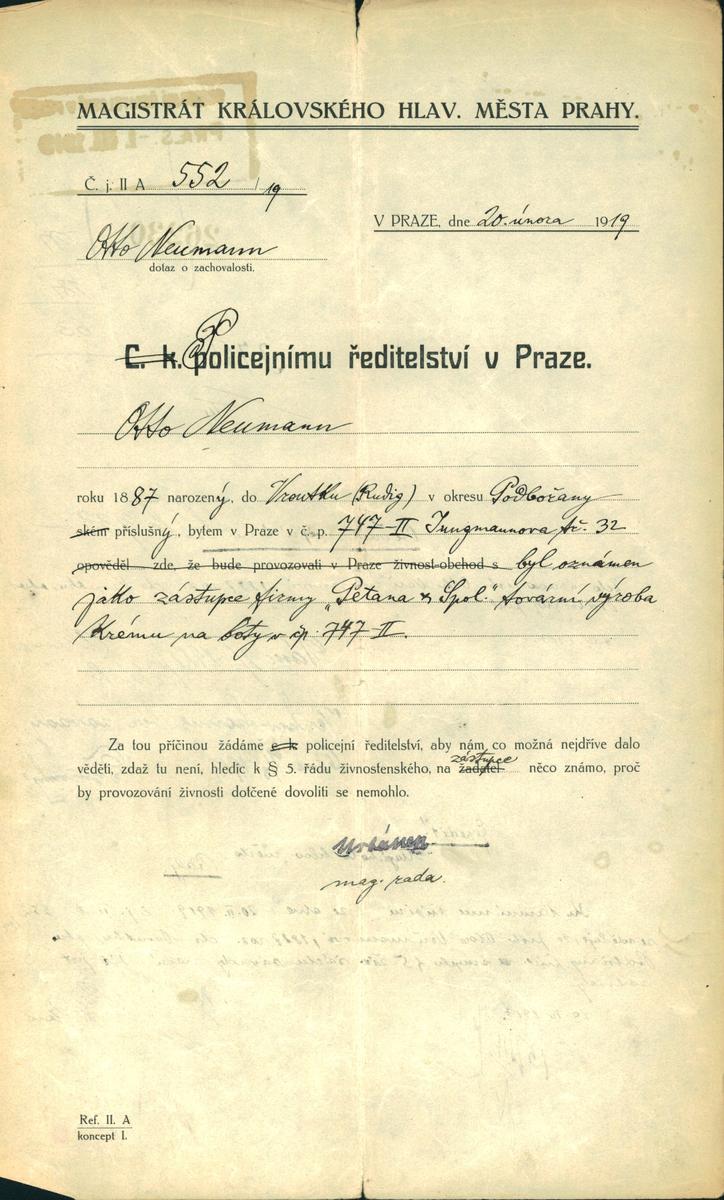 MAGISTRÁT KRÁLOVSKÉHO HLAV. MĚSTA PRAHY.
Č. j. II A 552/19
V PRAZE, dne 20. února 1919
Otto Neumann
dotaz o zachovalosti.
C. k. Policejnímu ředitelství v Praze.
Otto Neumann
roku 1887 narozený, do Vroutku (Rudig) v okresu Podbořany
ském příslušný, bytem v Praze v č. p. 747-II Jungmannova tř. 32
opověděl zde, že bude provozovati v Praze živnost-obchod s byl oznámen
jako zástupce firmy „Petana & Spol." tovární výroba
Krému na boty v čp. 747-II.
Za tou příčinou žádáme c. k. policejní ředitelství, aby nám co možná nejdříve dalo
zástupce
věděti, zdaž tu není, hledíc k § 5. řádu živnostenského, na žadatel něco známo, proč
by provozování živnosti dotčené dovoliti se nemohlo.
Urbánek
mag. rada.
Ref. II. A
koncept I.